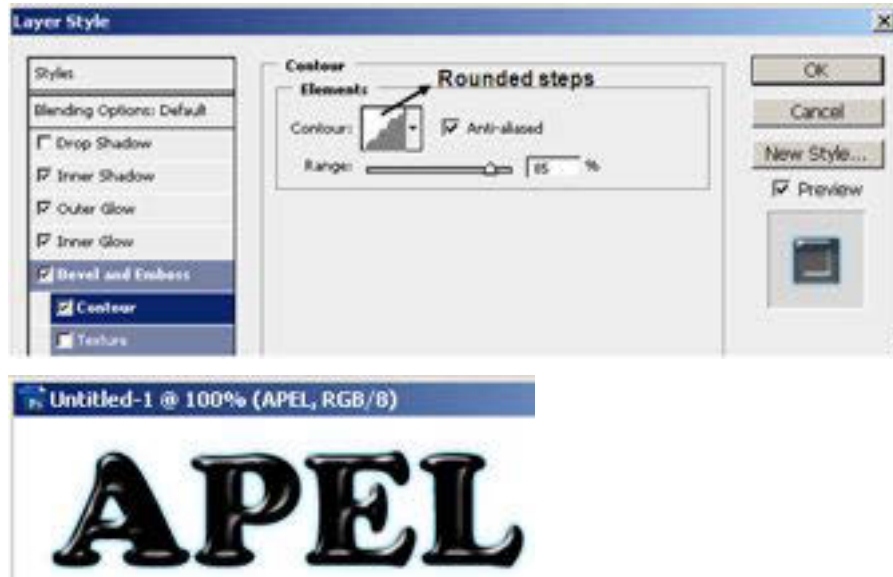 Layer Style
Styles
Blending Options: Default
Drop Shadow
Inner Shadow
Outer Glow
Inner Glow
Bevel and Emboss
Contour
Texture
Contour
Elements
Rounded steps
Contour:
Anti-aliased
Range: 85 %
OK
Cancel
New Style...
Preview
Untitled-1 @ 100% (APEL, RGB/8)
APEL